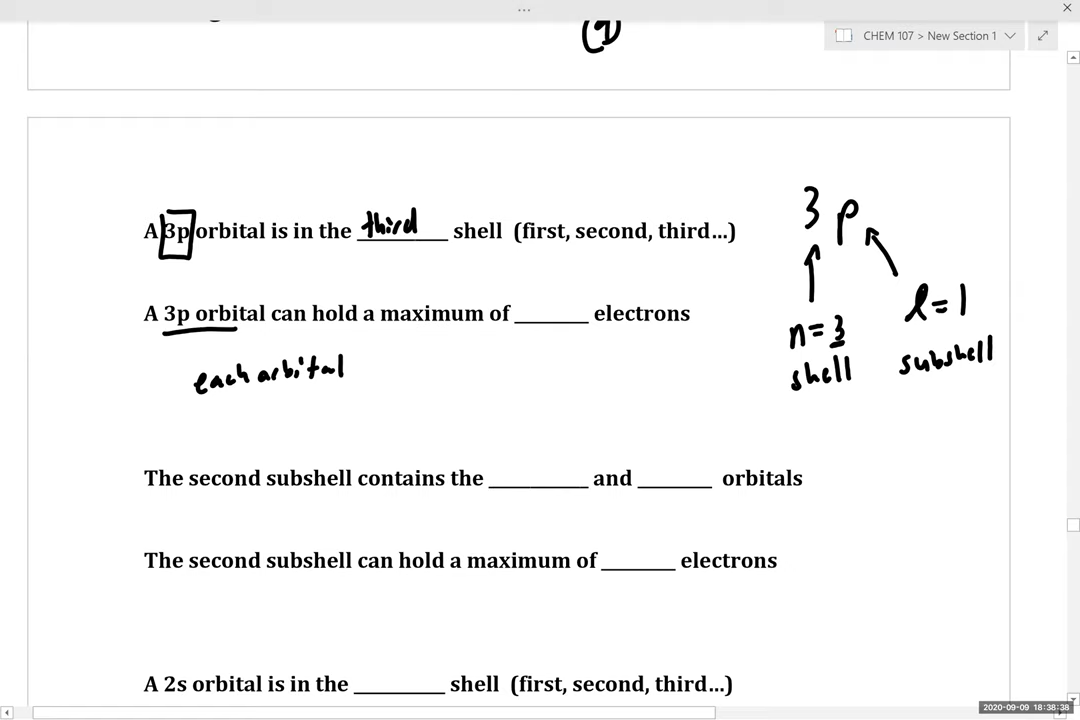 CHEM 107 > New Section 1
A 3p orbital is in the third shell (first, second, third...)
A 3p orbital can hold a maximum of ________ electrons
each orbital
3p
n=3
shell
l=1
subshell
The second subshell contains the __________ and ________ orbitals
The second subshell can hold a maximum of ________ electrons
A 2s orbital is in the __________ shell (first, second, third...)
2020-09-09 18:38:38